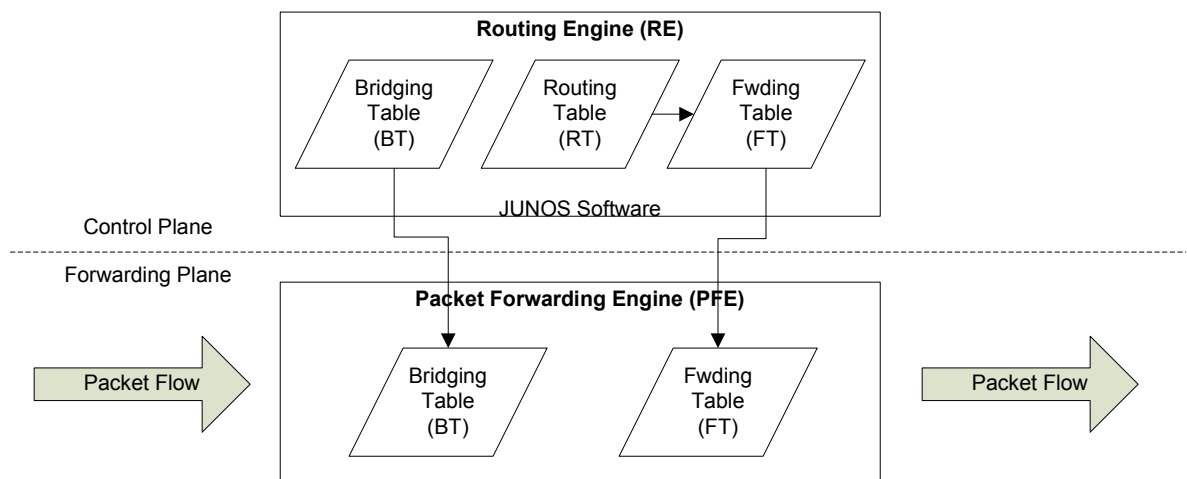 Routing Engine (RE)
Bridging
Table
(BT)
Routing
Table
(RT)
Fwding
Table
(FT)
JUNOS Software
Control Plane
Forwarding Plane
Packet Forwarding Engine (PFE)
Packet Flow
Bridging
Table
(BT)
Fwding
Table
(FT)
Packet Flow